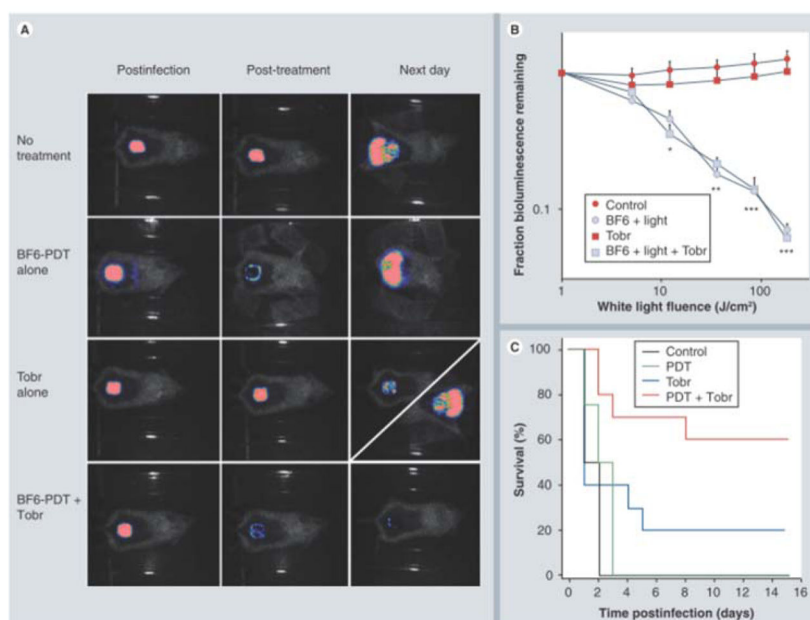 A
Postinfection Post-treatment Next day
No
treatment
BF6-PDT
alone
Tobr
alone
BF6-PDT +
Tobr
B
Fraction bioluminescence remaining
0.1
*
**
***
***
Control
BF6 + light
Tobr
BF6 + light + Tobr
1 10 100
White light fluence (J/cm²)
C
Survival (%)
100
80
60
40
20
0
Control
PDT
Tobr
PDT + Tobr
0 2 4 6 8 10 12 14 16
Time postinfection (days)